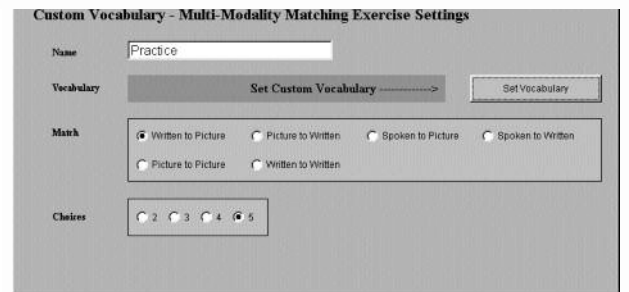 Custom Vocabulary - Multi-Modality Matching Exercise Settings
Name Practice
Vocabulary Set Custom Vocabulary -------------> Set Vocabulary
Match Written to Picture Picture to Written Spoken to Picture Spoken to Written
Picture to Picture Written to Written
Choices 2 3 4 5